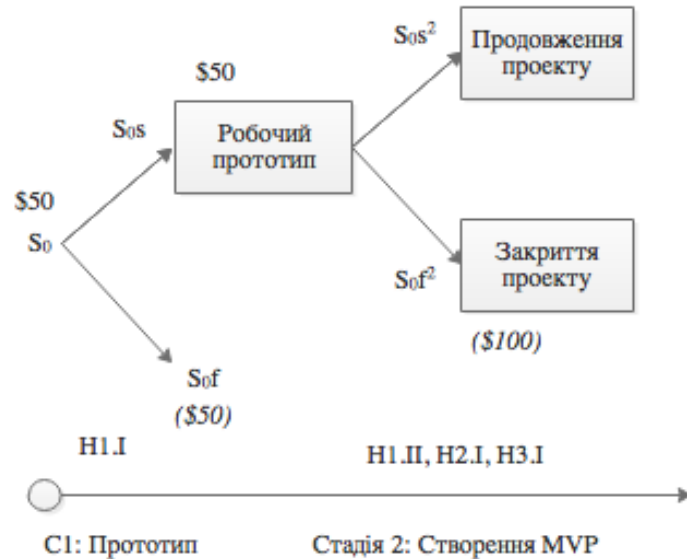 S₀s²
Продовження
проекту
$50
S₀s
Робочий
прототип
$50
S₀
Закриття
проекту
S₀f²
($100)
S₀f
($50)
H1.I
H1.II, H2.I, H3.I
C1: Прототип
Стадія 2: Створення MVP